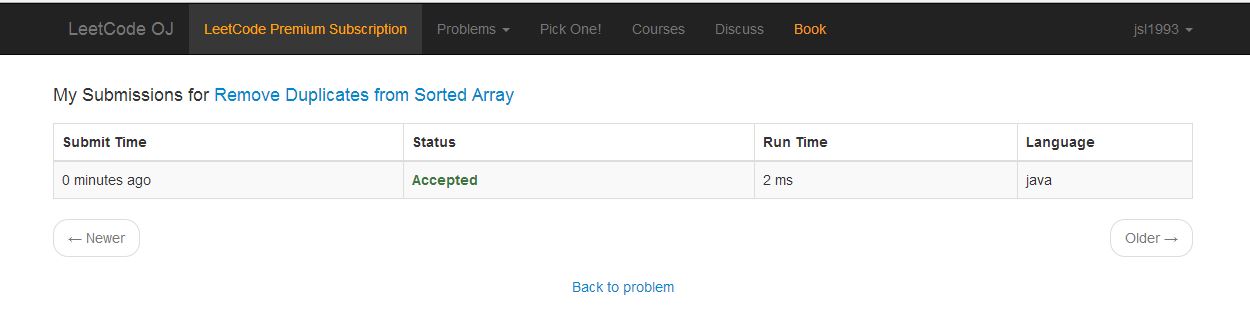 LeetCode OJ LeetCode Premium Subscription Problems Pick One! Courses Discuss Book jsl1993
My Submissions for Remove Duplicates from Sorted Array
Submit Time Status Run Time Language
0 minutes ago Accepted 2 ms java
← Newer Older →
Back to problem